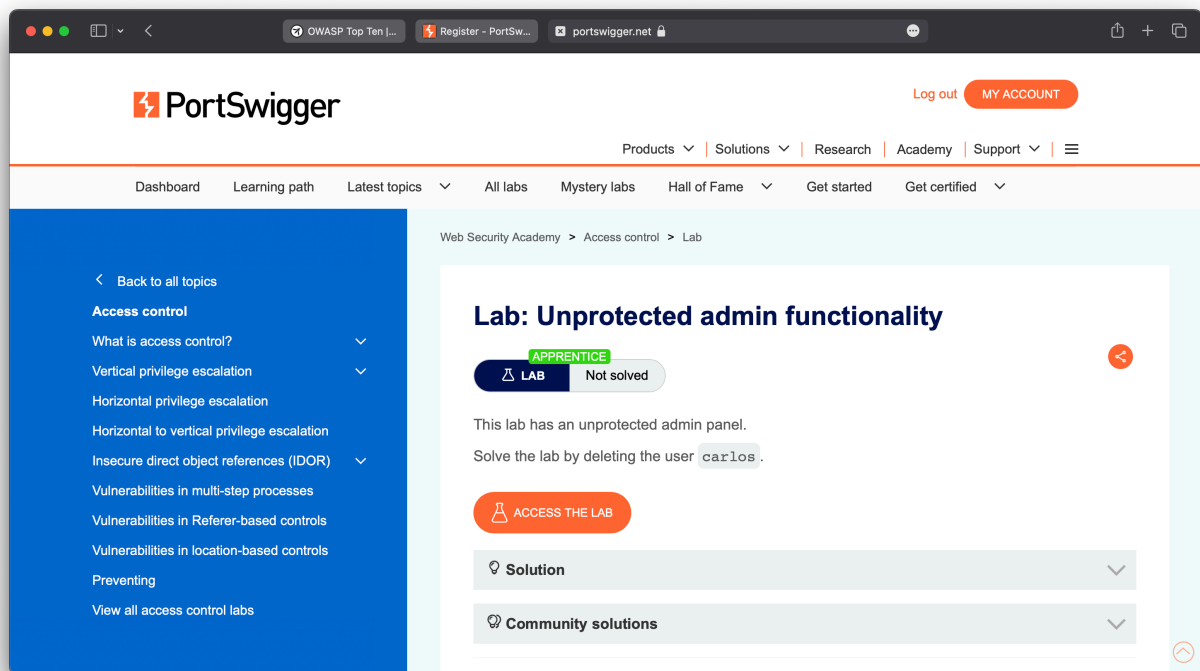 OWASP Top Ten |... Register - PortSw... portswigger.net
PortSwigger
Log out MY ACCOUNT
Products Solutions Research Academy Support
Dashboard Learning path Latest topics All labs Mystery labs Hall of Fame Get started Get certified
Back to all topics
Access control
What is access control?
Vertical privilege escalation
Horizontal privilege escalation
Horizontal to vertical privilege escalation
Insecure direct object references (IDOR)
Vulnerabilities in multi-step processes
Vulnerabilities in Referer-based controls
Vulnerabilities in location-based controls
Preventing
View all access control labs
Web Security Academy > Access control > Lab
Lab: Unprotected admin functionality
APPRENTICE
LAB Not solved
This lab has an unprotected admin panel.
Solve the lab by deleting the user carlos.
ACCESS THE LAB
Solution
Community solutions